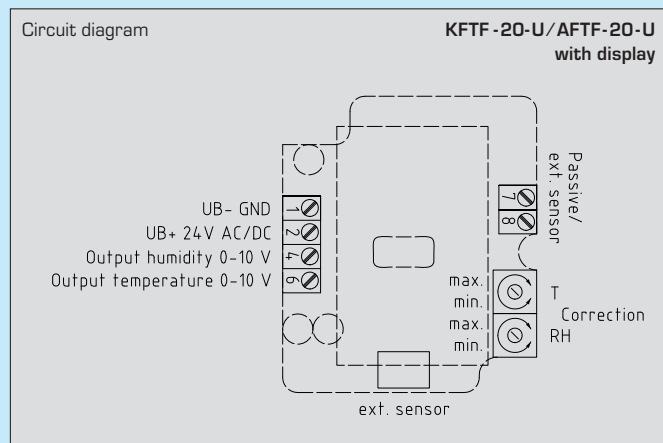 Circuit diagram
KFTF-20-U/AFTF-20-U
with display
UB- GND
UB+ 24V AC/DC
Output humidity 0-10 V
Output temperature 0-10 V
1
2
4
6
7
8
Passive/
ext. sensor
max.
min.
max.
min.
T
Correction
RH
ext. sensor